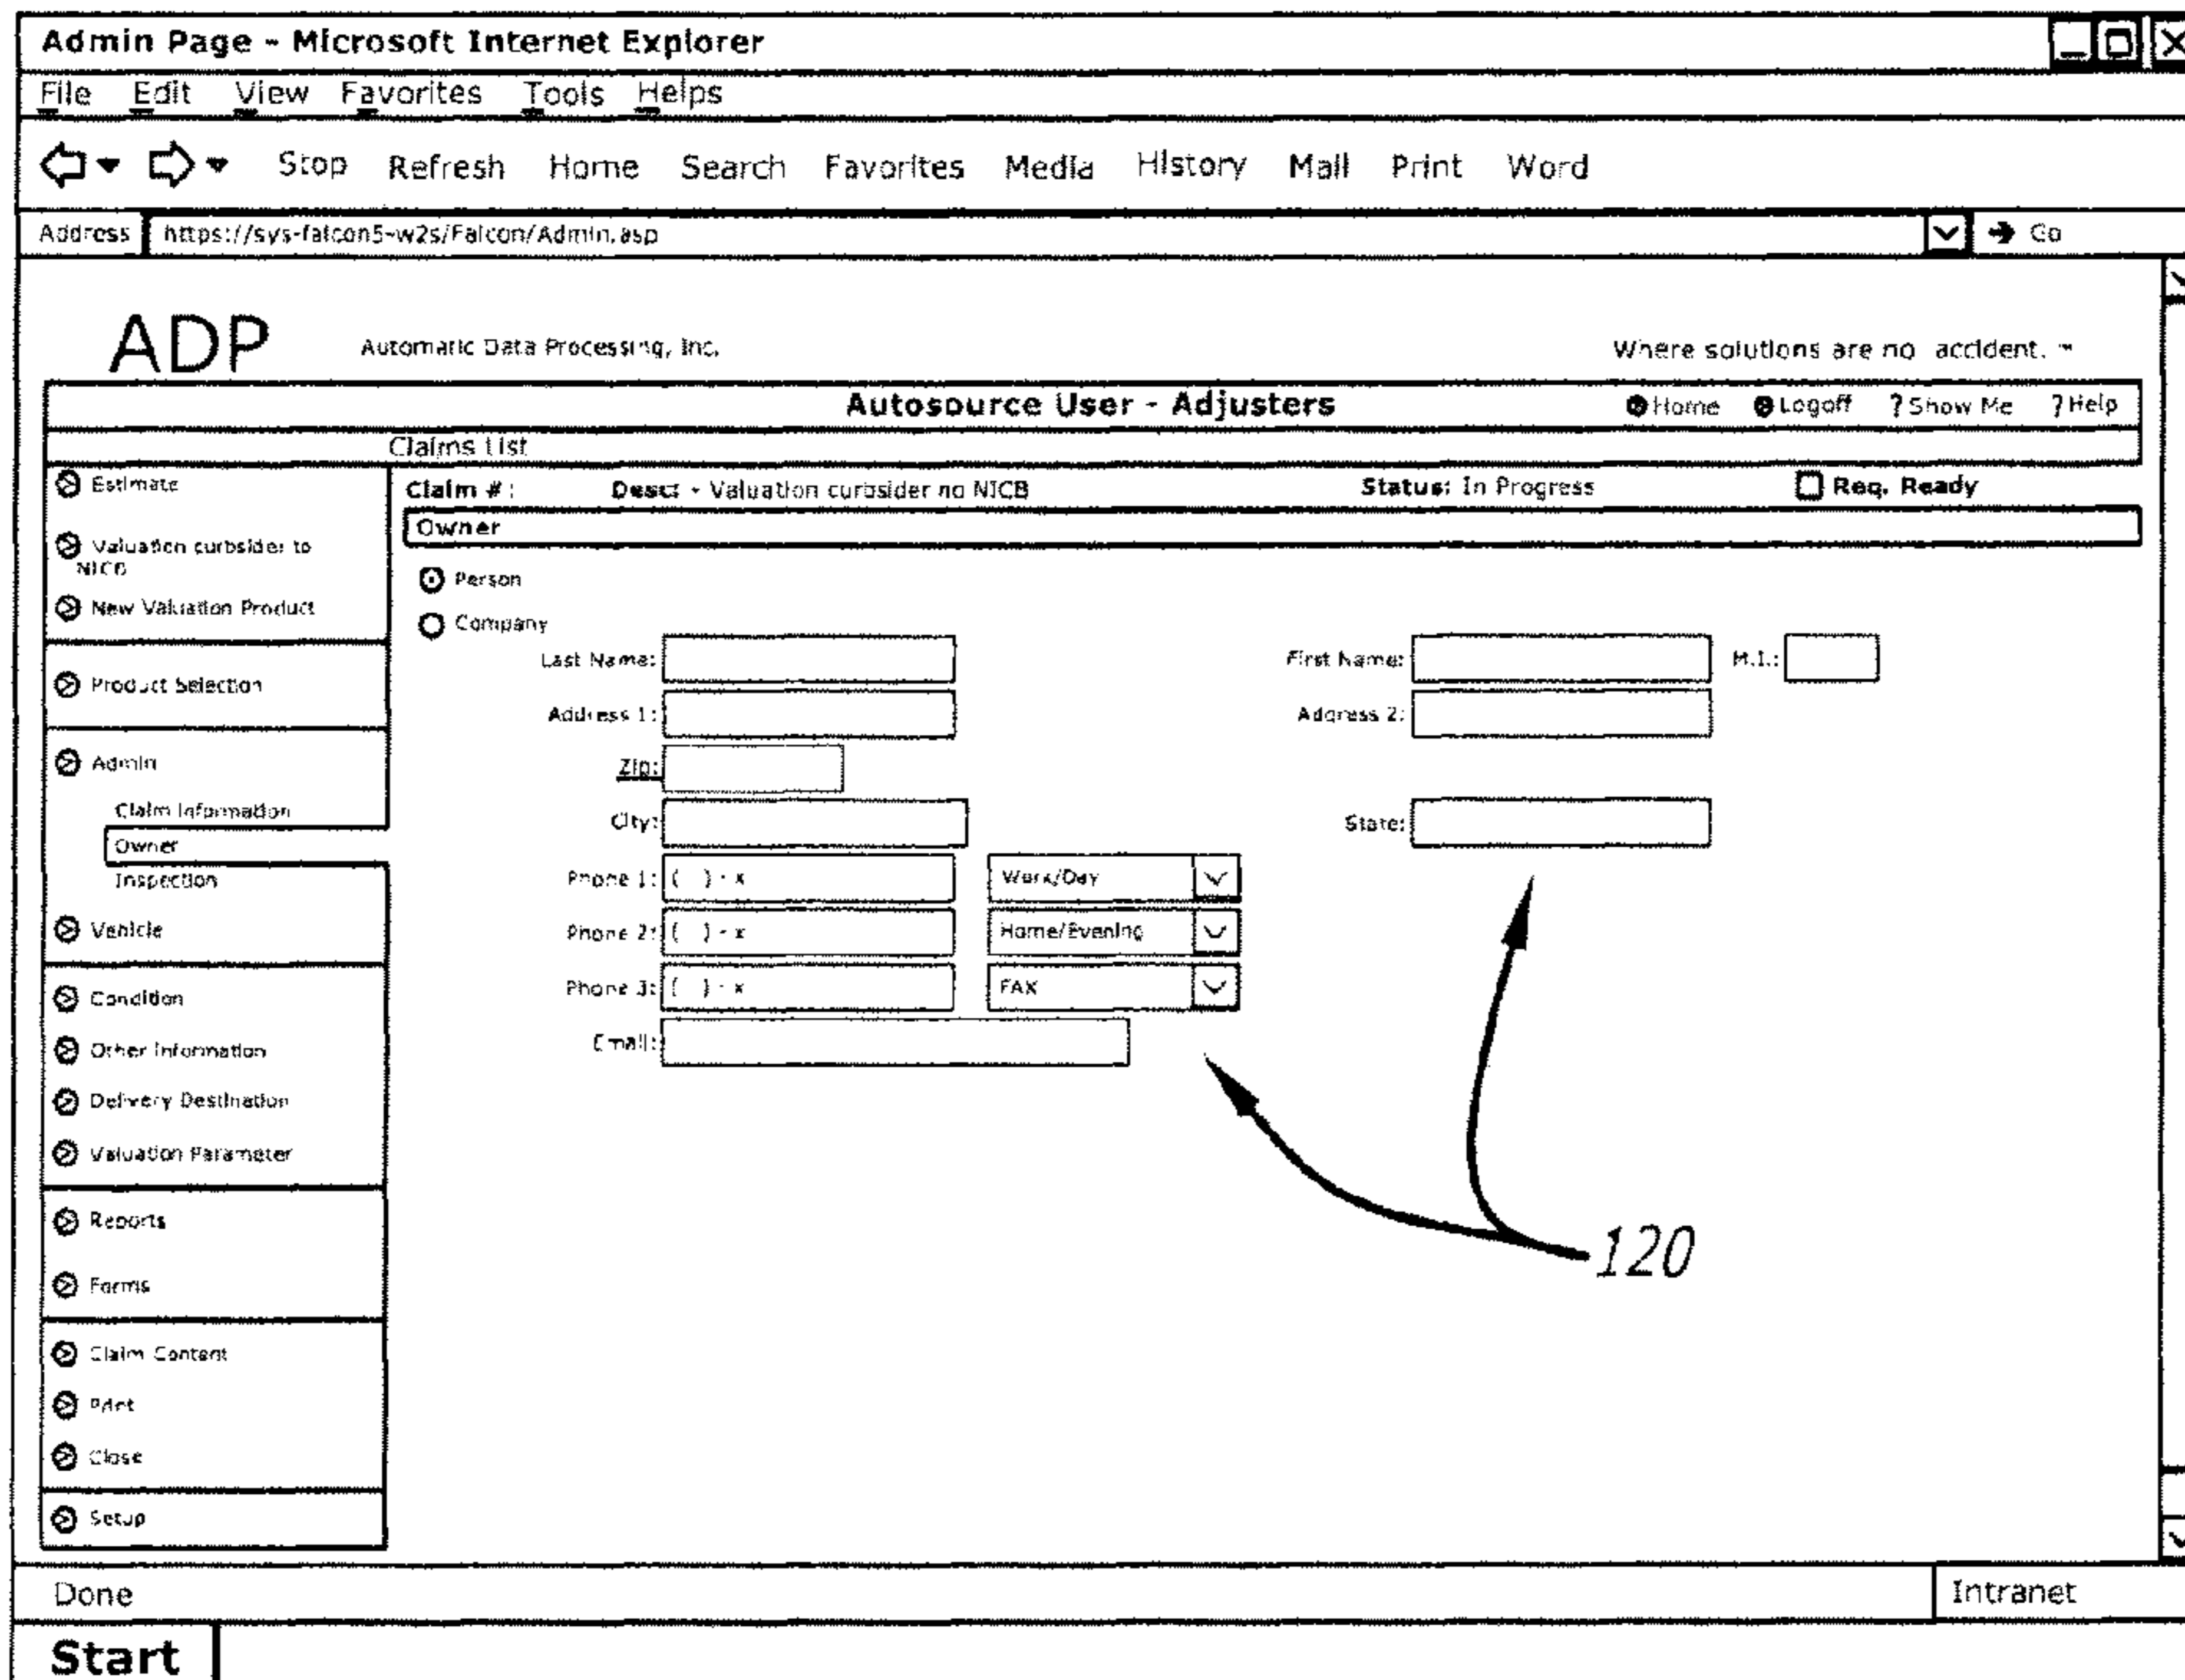 Admin Page - Microsoft Internet Explorer
File Edit View Favorites Tools Helps
Stop Refresh Home Search Favorites Media History Mail Print Word
Address https://sys-falcon5-w2s/Falcon/Admin.asp Go
ADP Automatic Data Processing, Inc. Where solutions are no accident. ™
Autosource User - Adjusters Home Logoff ? Show Me ? Help
Claims List
Estimate
Valuation curbsider to
NICB
New Valuation Product
Product Selection
Admin
Claim Information
Owner
Inspection
Vehicle
Condition
Other Information
Delivery Destination
Valuation Parameter
Reports
Forms
Claim Content
Print
Close
Setup
Claim #: Desct - Valuation curbsider no NICB Status: In Progress Req. Ready
Owner
Person
Company
Last Name: First Name: M.I.:
Address 1: Address 2:
Zip:
City: State:
Phone 1: ( ) - x Work/Day
Phone 2: ( ) - x Home/Evening
Phone 3: ( ) - x FAX
Email:
120
Done Intranet
Start